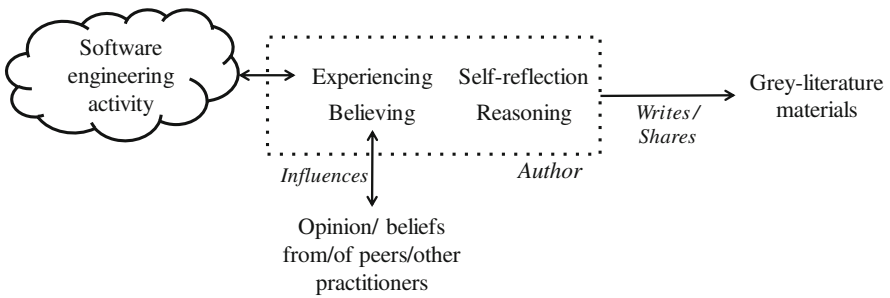 Software
engineering
activity
Experiencing
Believing
Self-reflection
Reasoning
Author
Influences
Opinion/ beliefs
from/of peers/other
practitioners
Writes/
Shares
Grey-literature
materials